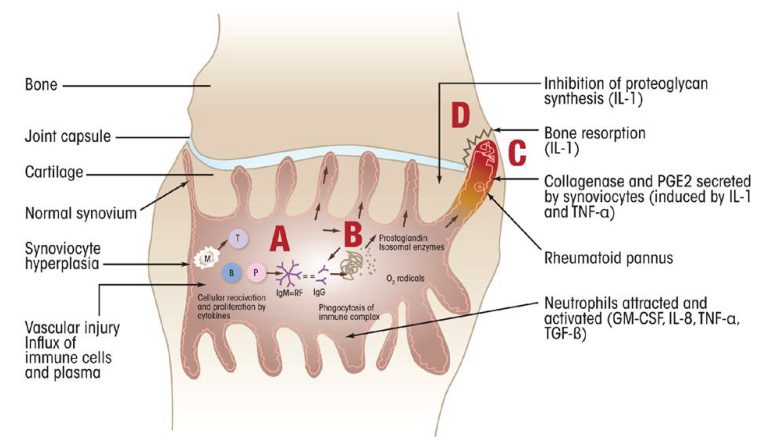 Bone
Joint capsule
Cartilage
Normal synovium
Synoviocyte
hyperplasia
Vascular injury
Influx of
immune cells
and plasma
A
B
C
D
M
T
B
P
IgM=RF
IgG
Cellular recoivation
and proliferation by
cytokines
Phagocytosis of
immune complex
Prostaglandin
lisosomal enzymes
O₂ radicals
Inhibition of proteoglycan
synthesis (IL-1)
Bone resorption
(IL-1)
Collagenase and PGE2 secreted
by synoviocytes (induced by IL-1
and TNF-α)
Rheumatoid pannus
Neutrophils attracted and
activated (GM-CSF, IL-8, TNF-α,
TGF-ß)